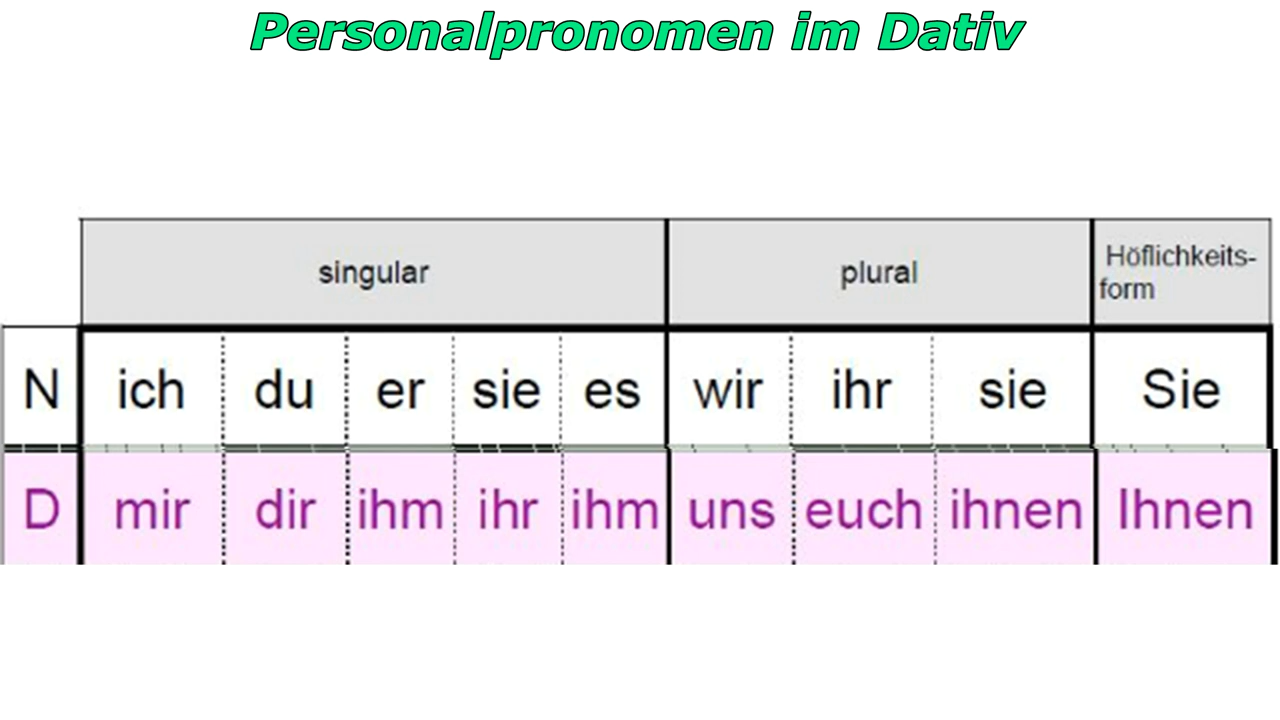 Personalpronomen im Dativ
singular plural Höflichkeits-
form
N ich du er sie es wir ihr sie Sie
D mir dir ihm ihr ihm uns euch ihnen Ihnen